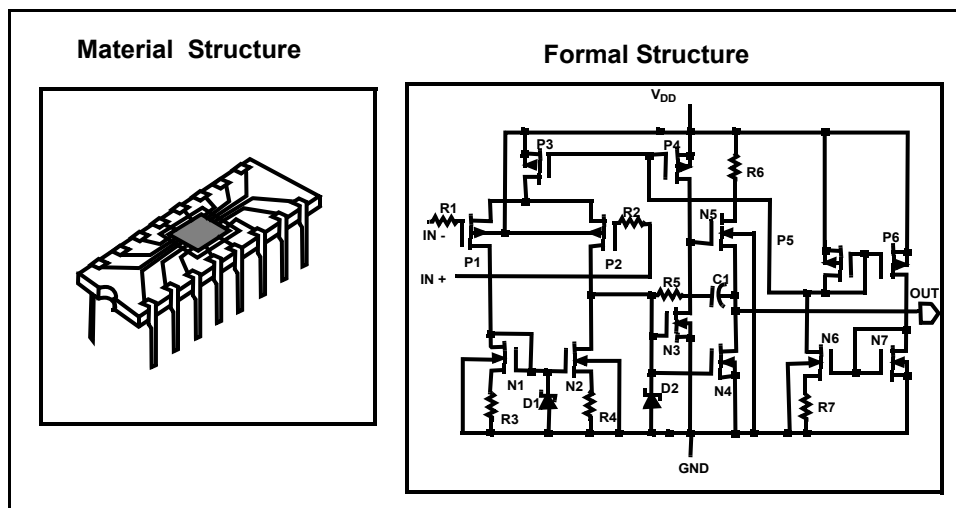 Material Structure
Formal Structure
VDD
P3
P4
R6
R1
R2
N5
IN -
P1
P2
P5
P6
IN +
R5
C1
OUT
N3
N6
N7
N1
N2
D1
D2
N4
R3
R4
R7
GND